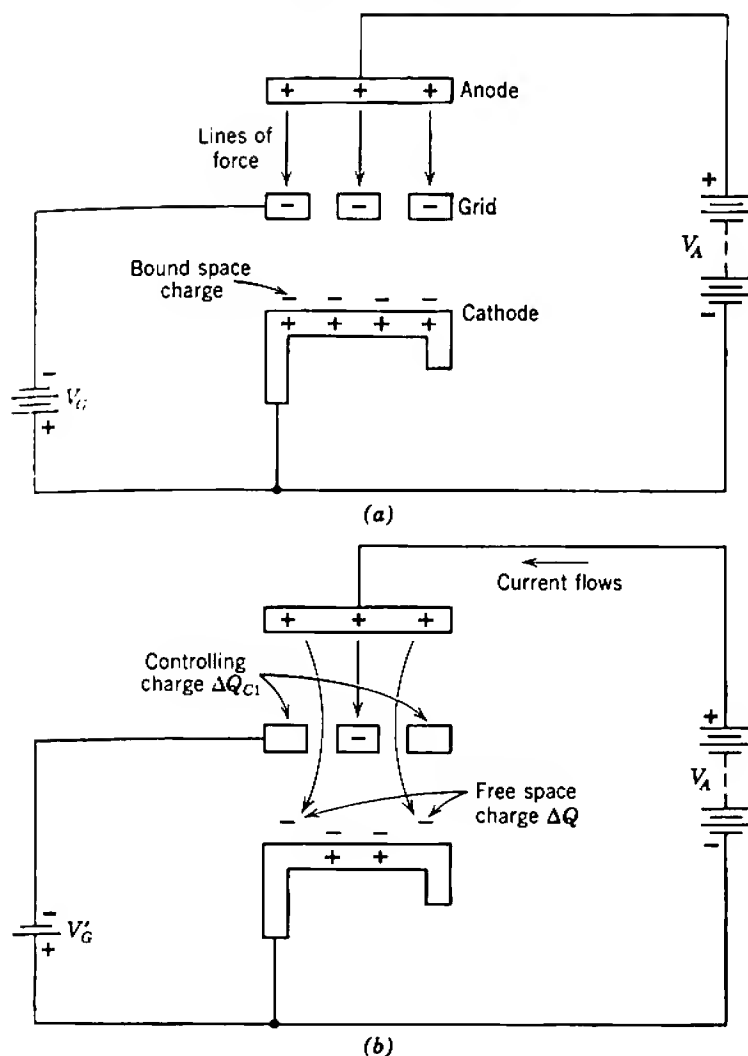 + + +
Anode
Lines of
force
+
- - -
Grid
V_A
Bound space
charge
- - - -
Cathode
+ + + +
-
-
V_G
+
(a)
Current flows
+ + +
Controlling
charge ΔQ_C1
+
-
V_A
Free space
charge ΔQ
- -
- -
-
+ +
-
V'_G
+
(b)